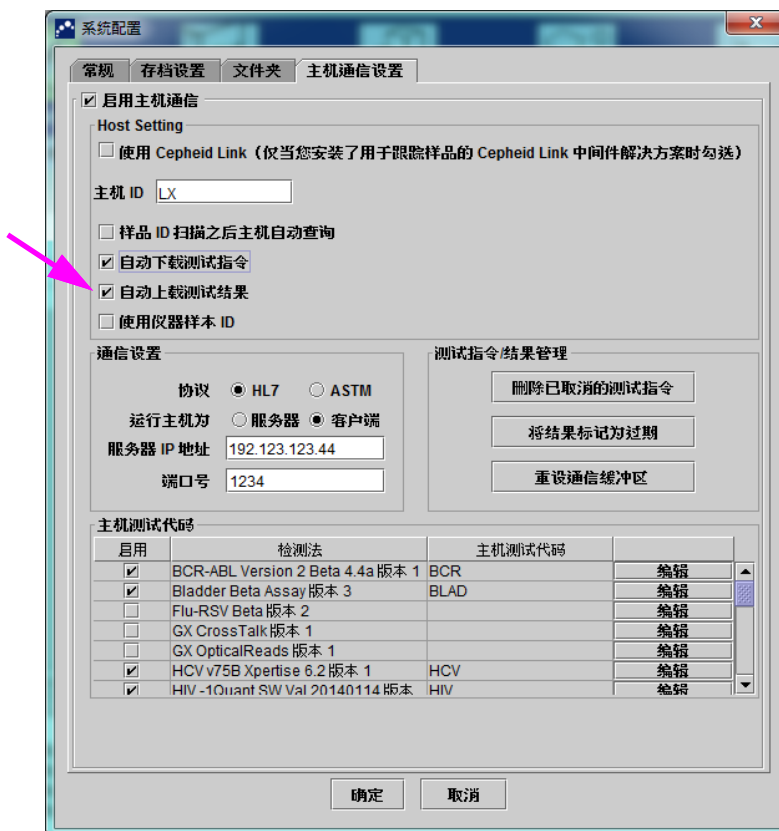 系统配置
常规 存档设置 文件夹 主机通信设置
启用主机通信
Host Setting
使用 Cepheid Link（仅当您安装了用于跟踪样品的 Cepheid Link 中间件解决方案时勾选）
主机 ID LX
样品 ID 扫描之后主机自动查询
自动下载测试指令
自动上载测试结果
使用仪器样本 ID
通信设置
协议 HL7 ASTM
运行主机为 服务器 客户端
服务器 IP 地址 192.123.123.44
端口号 1234
测试指令/结果管理
删除已取消的测试指令
将结果标记为过期
重设通信缓冲区
主机测试代码
启用 检测法 主机测试代码
BCR-ABL Version 2 Beta 4.4a 版本 1 BCR 编辑
Bladder Beta Assay 版本 3 BLAD 编辑
Flu-RSV Beta 版本 2 编辑
GX CrossTalk 版本 1 编辑
GX OpticalReads 版本 1 编辑
HCV v75B Xpertise 6.2 版本 1 HCV 编辑
HIV -1Quant SW Val 20140114 版本 HIV 编辑
确定 取消